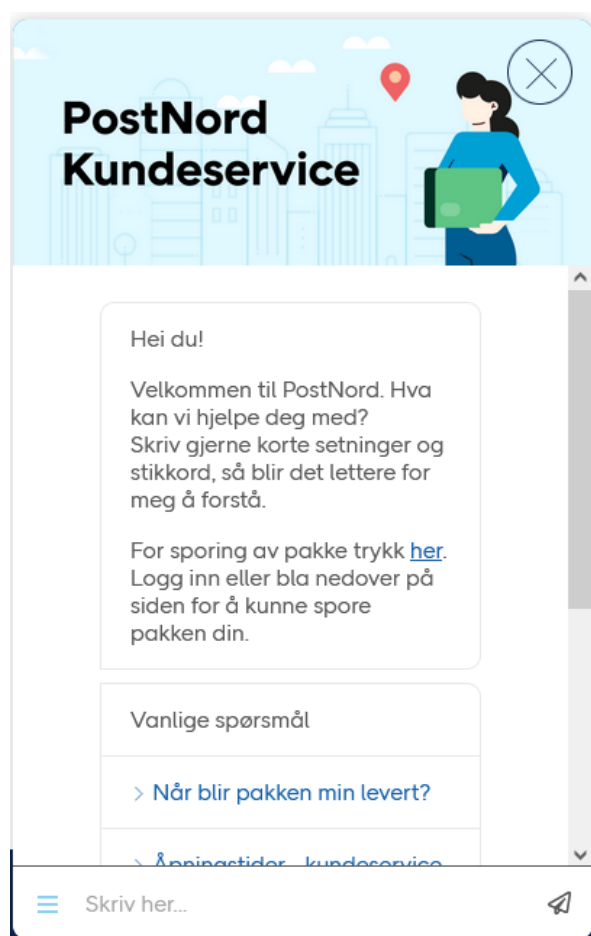 PostNord
Kundeservice
Hei du!
Velkommen til PostNord. Hva
kan vi hjelpe deg med?
Skriv gjerne korte setninger og
stikkord, så blir det lettere for
meg å forstå.
For sporing av pakke trykk her.
Logg inn eller bla nedover på
siden for å kunne spore
pakken din.
Vanlige spørsmål
> Når blir pakken min levert?
> Åpningstider - kundeservice
Skriv her...